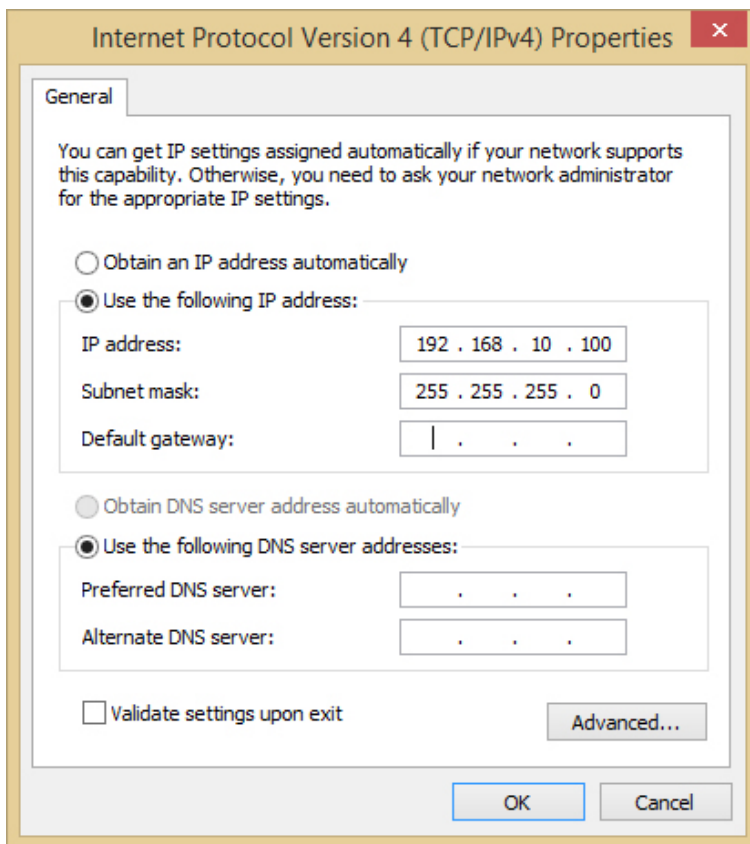 Internet Protocol Version 4 (TCP/IPv4) Properties
General
You can get IP settings assigned automatically if your network supports
this capability. Otherwise, you need to ask your network administrator
for the appropriate IP settings.
Obtain an IP address automatically
Use the following IP address:
IP address: 192 . 168 . 10 . 100
Subnet mask: 255 . 255 . 255 . 0
Default gateway: . . .
Obtain DNS server address automatically
Use the following DNS server addresses:
Preferred DNS server: . . .
Alternate DNS server: . . .
Validate settings upon exit
Advanced...
OK Cancel